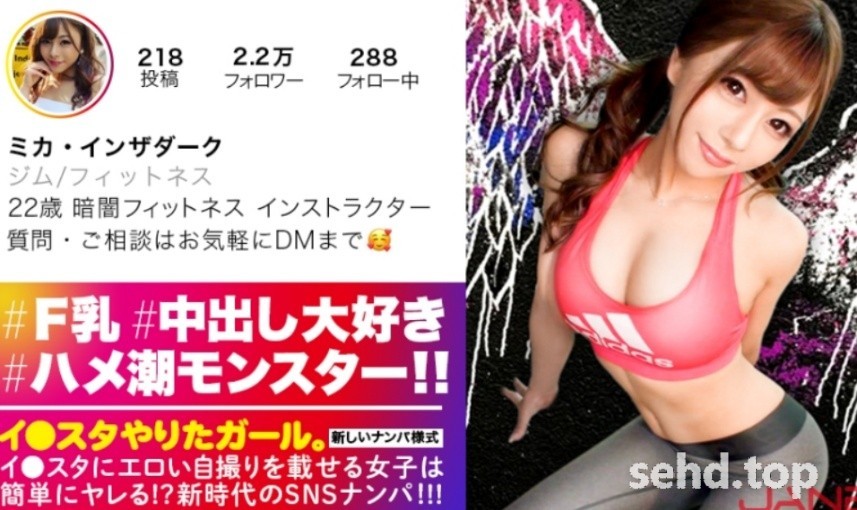 218 2.2万 288
投稿 フォロワー フォロー中
ミカ・インザダーク
ジム/フィットネス
22歳 暗闇フィットネス インストラクター
質問・ご相談はお気軽にDMまで🥰
#F乳 #中出し大好き
#ハメ潮モンスター!!
イ●スタやりたガール。 新しいナンパ様式
イ●スタにエロい自撮りを載せる女子は
簡単にヤレる!?新時代のSNSナンパ!!!
adidas
sehd.top